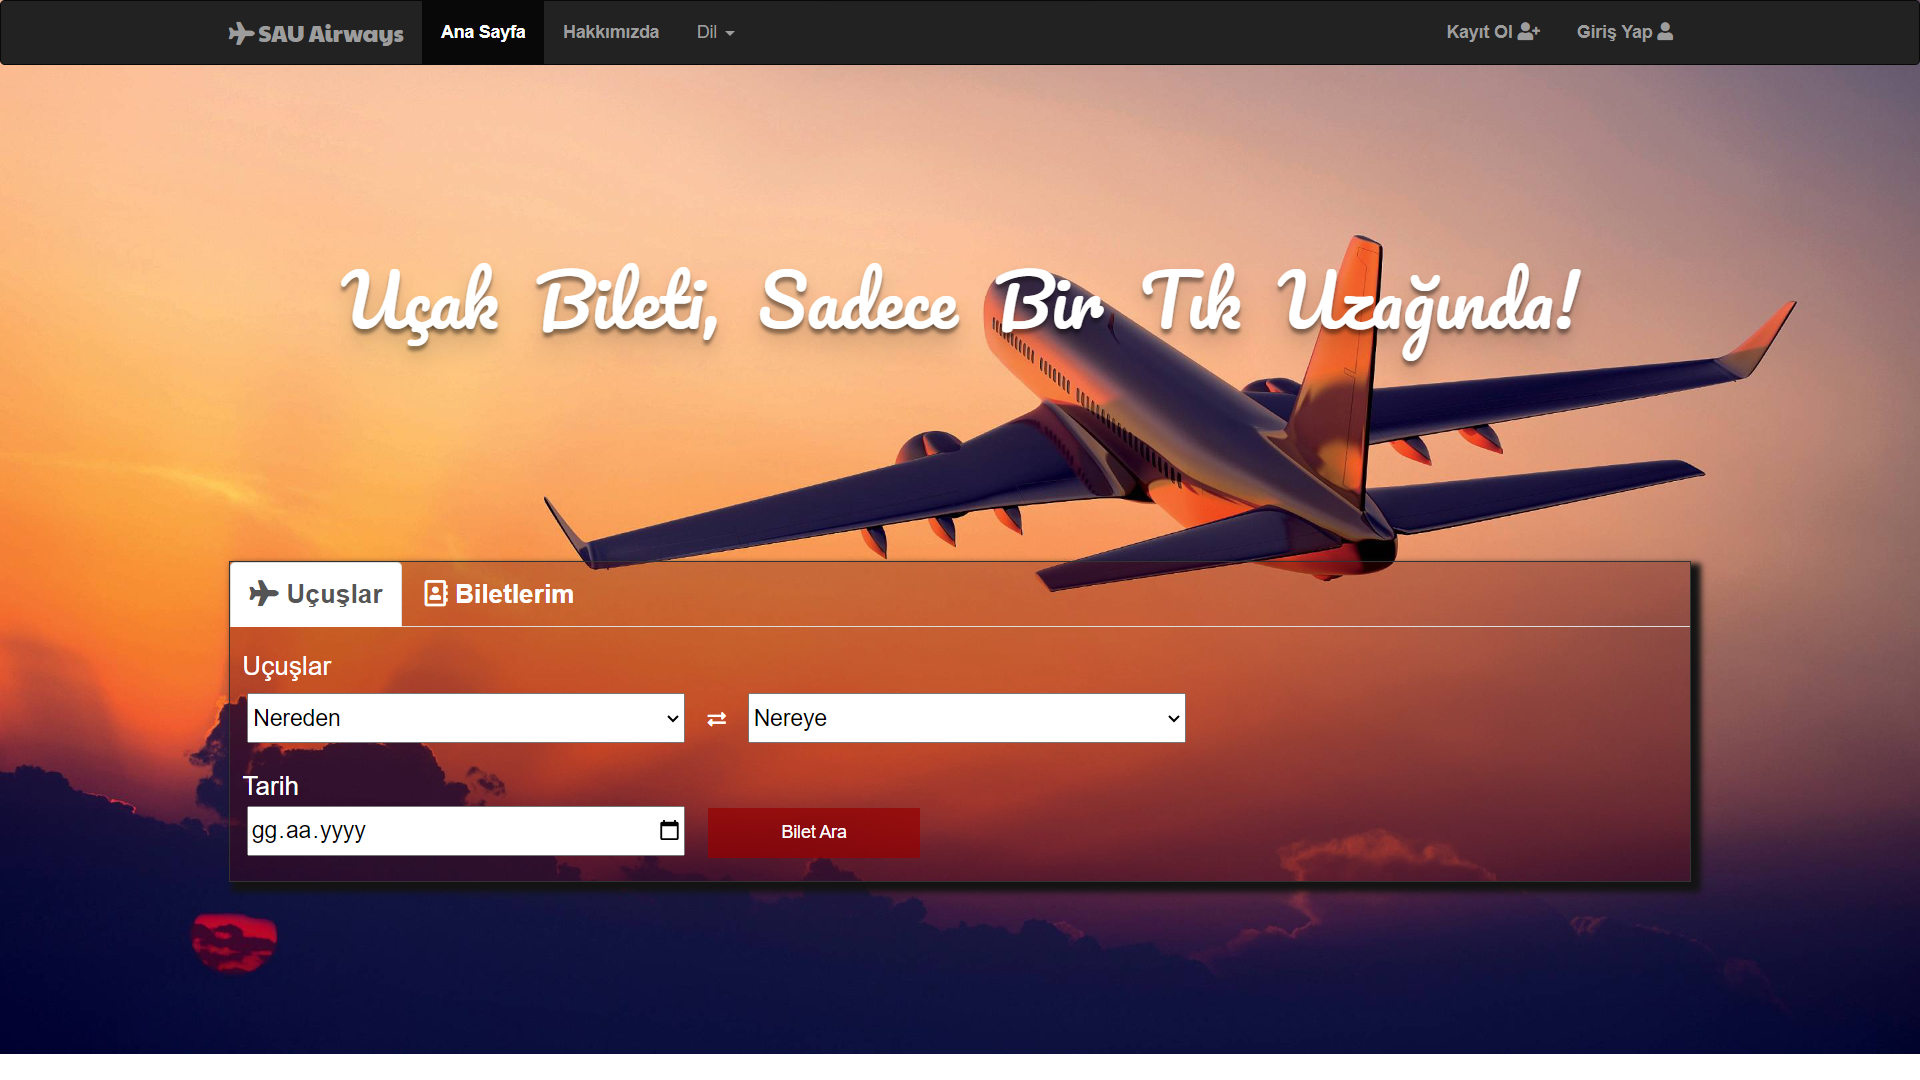 SAU Airways
Ana Sayfa
Hakkımızda
Dil
Kayıt Ol
Giriş Yap
Uçak Bileti, Sadece Bir Tık Uzağında!
Uçuşlar
Biletlerim
Uçuşlar
Nereden
Nereye
Tarih
gg.aa.yyyy
Bilet Ara